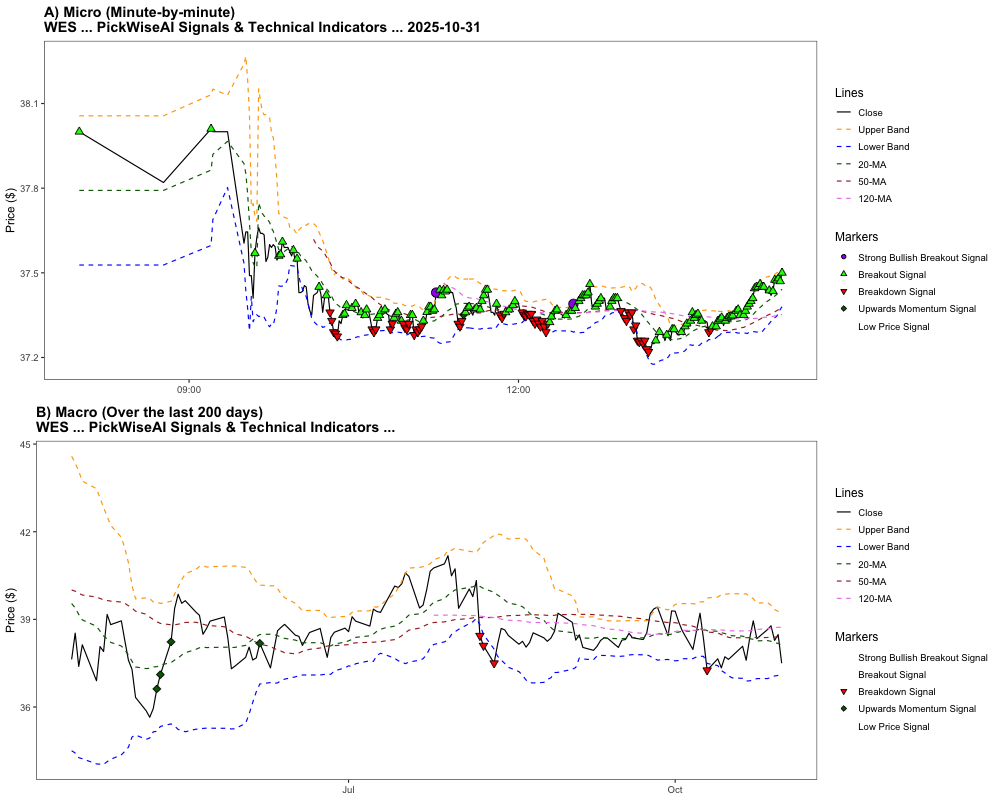 A) Micro (Minute-by-minute)
WES ... PickWiseAI Signals & Technical Indicators ... 2025-10-31
Price ($)
38.1
37.8
37.5
37.2
09:00
12:00
Lines
Close
Upper Band
Lower Band
20-MA
50-MA
120-MA
Markers
Strong Bullish Breakout Signal
Breakout Signal
Breakdown Signal
Upwards Momentum Signal
Low Price Signal
B) Macro (Over the last 200 days)
WES ... PickWiseAI Signals & Technical Indicators ...
Price ($)
45
42
39
36
Jul
Oct
Lines
Close
Upper Band
Lower Band
20-MA
50-MA
120-MA
Markers
Strong Bullish Breakout Signal
Breakout Signal
Breakdown Signal
Upwards Momentum Signal
Low Price Signal